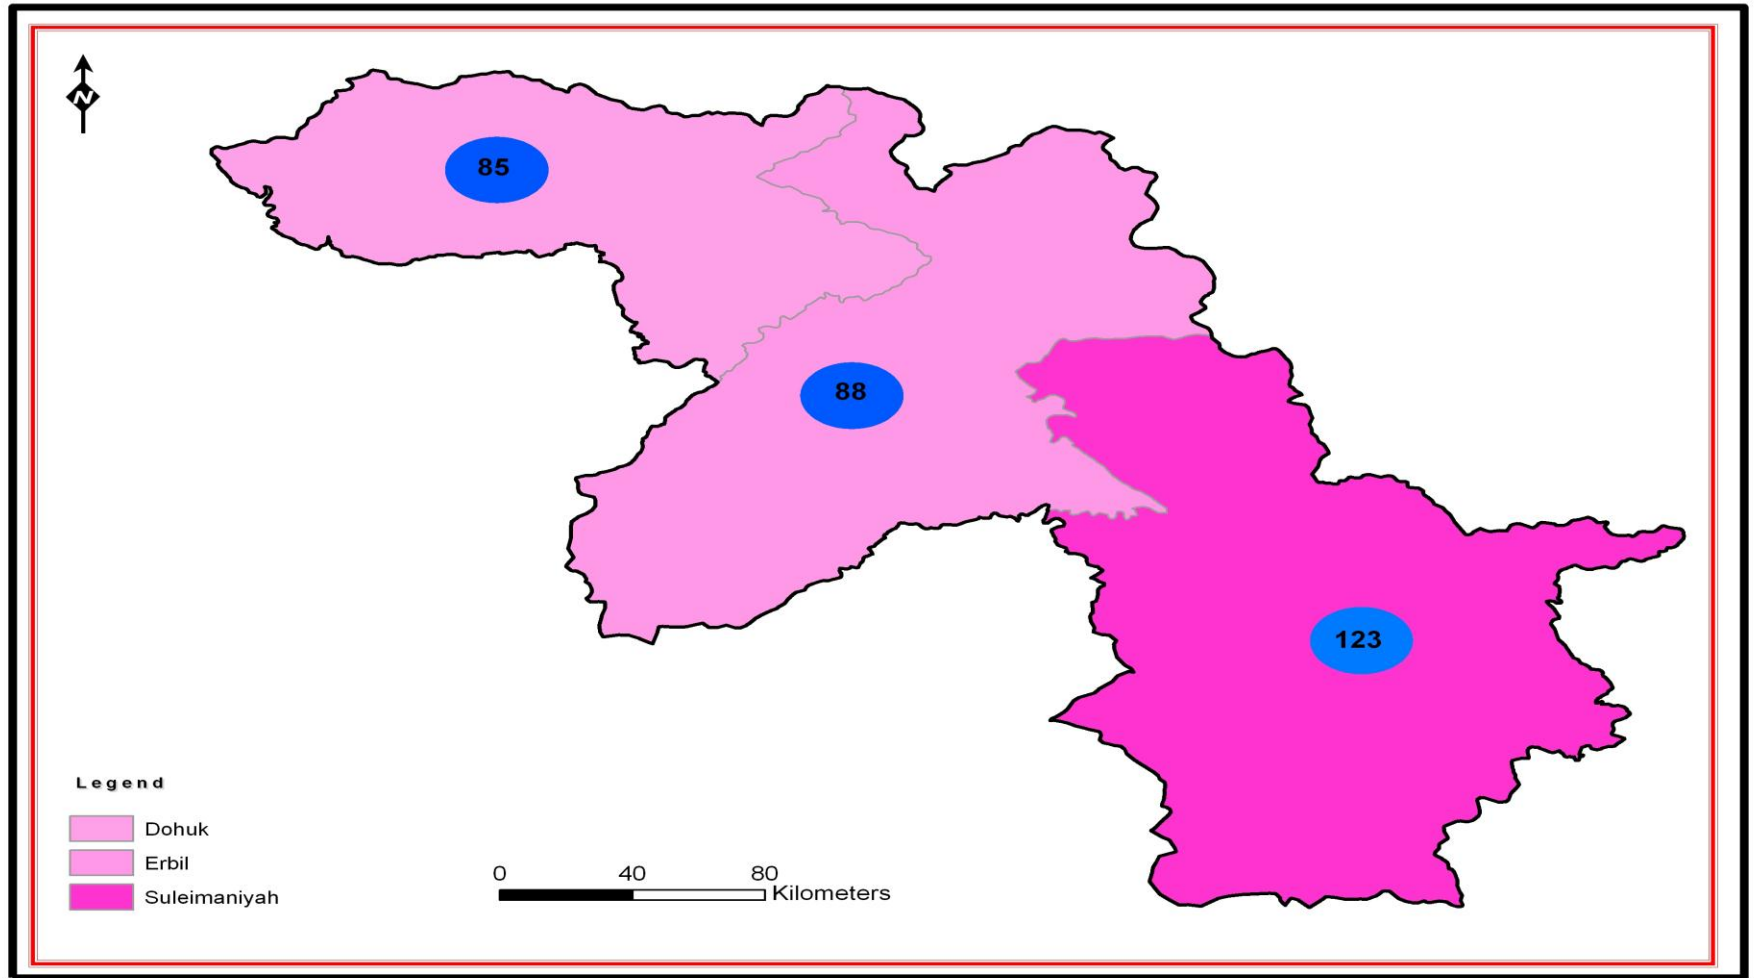 N
85
88
123
Legend
Dohuk
Erbil
Suleimaniyah
0 40 80
Kilometers